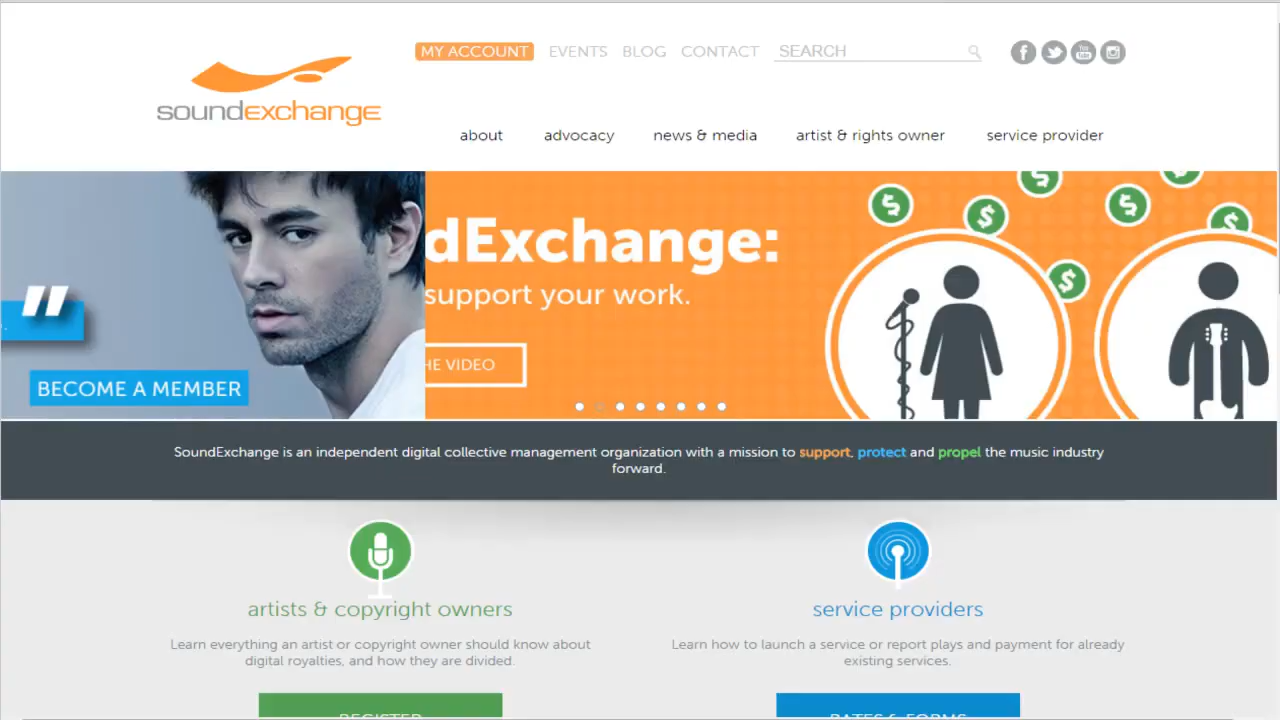 MY ACCOUNT EVENTS BLOG CONTACT SEARCH
soundexchange
about advocacy news & media artist & rights owner service provider
dExchange:
support your work.
HE VIDEO
"
BECOME A MEMBER
SoundExchange is an independent digital collective management organization with a mission to support, protect and propel the music industry
forward.
artists & copyright owners
Learn everything an artist or copyright owner should know about
digital royalties, and how they are divided.
REGISTER
service providers
Learn how to launch a service or report plays and payment for already
existing services.
RATES & FORMS